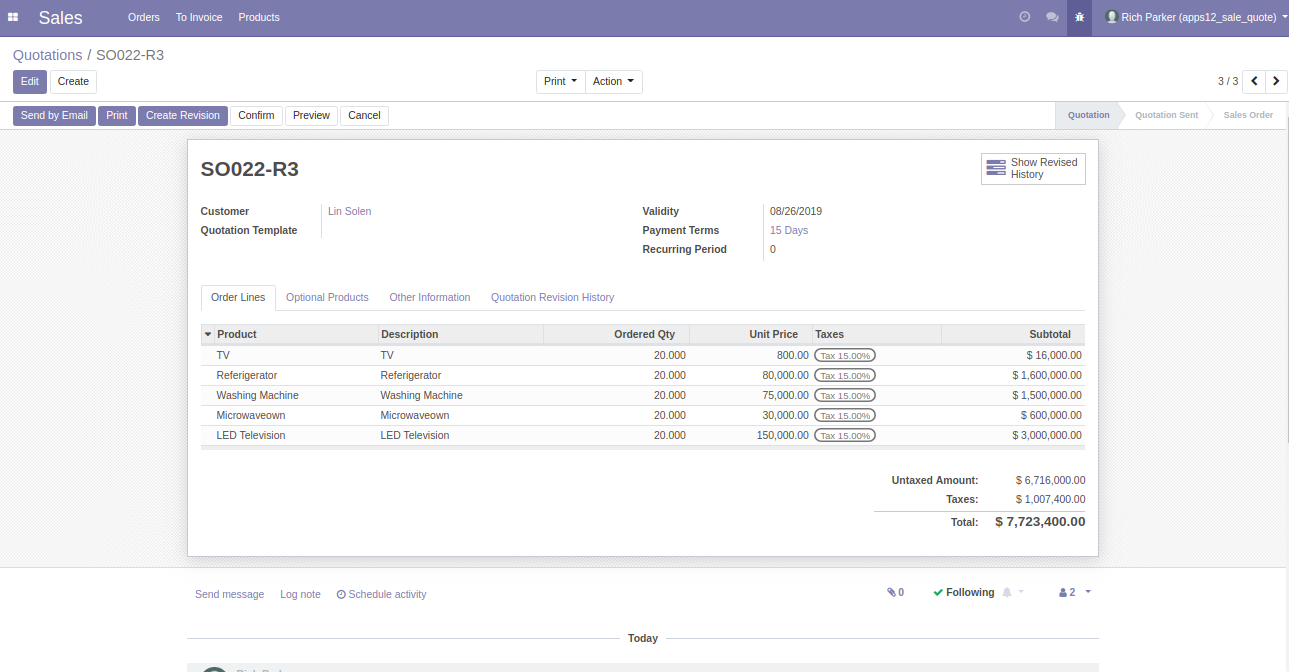 Sales Orders To Invoice Products Rich Parker (apps12_sale_quote)
Quotations / SO022-R3
Edit Create Print Action 3 / 3
Send by Email Print Create Revision Confirm Preview Cancel Quotation Quotation Sent Sales Order
SO022-R3
Show Revised
History
Customer Lin Solen Validity 08/26/2019
Quotation Template Payment Terms 15 Days
Recurring Period 0
Order Lines Optional Products Other Information Quotation Revision History
Product Description Ordered Qty Unit Price Taxes Subtotal
TV TV 20.000 800.00 Tax 15.00% $ 16,000.00
Referigerator Referigerator 20.000 80,000.00 Tax 15.00% $ 1,600,000.00
Washing Machine Washing Machine 20.000 75,000.00 Tax 15.00% $ 1,500,000.00
Microwaveown Microwaveown 20.000 30,000.00 Tax 15.00% $ 600,000.00
LED Television LED Television 20.000 150,000.00 Tax 15.00% $ 3,000,000.00
Untaxed Amount: $ 6,716,000.00
Taxes: $ 1,007,400.00
Total: $ 7,723,400.00
Send message Log note Schedule activity 0 Following 2
Today